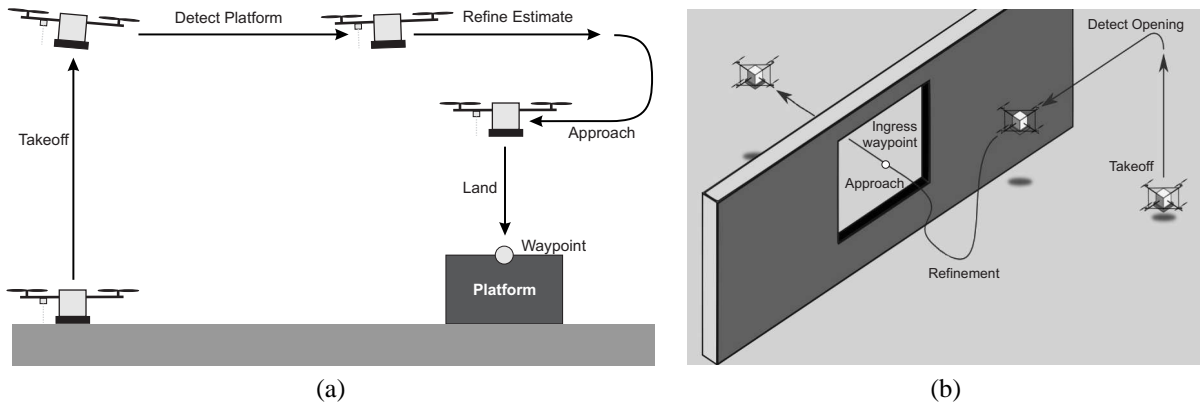 Detect Platform
Refine Estimate
Takeoff
Approach
Land
Waypoint
Platform
(a)
Detect Opening
Ingress
waypoint
Approach
Takeoff
Refinement
(b)